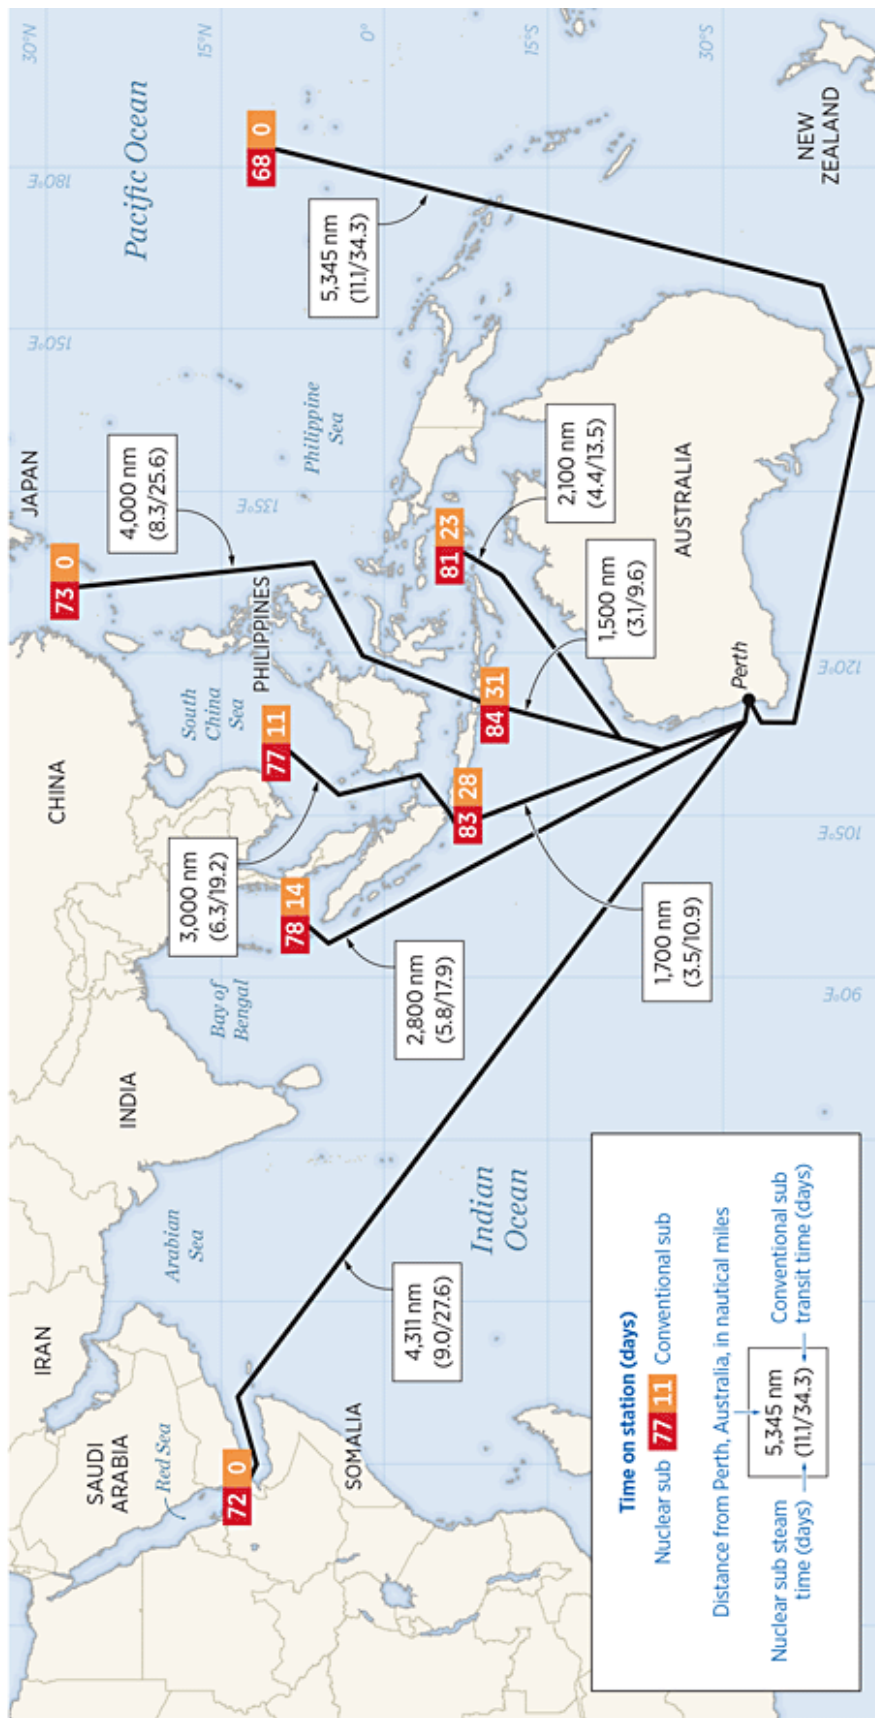 30°N
15°N
0°
15°S
30°S
180°E
150°E
135°E
120°E
105°E
90°E
Pacific Ocean
JAPAN
Philippine
Sea
CHINA
South
China
Sea
PHILIPPINES
IRAN
INDIA
Bay of
Bengal
Arabian
Sea
SAUDI
ARABIA
Red Sea
SOMALIA
Indian
Ocean
AUSTRALIA
Perth
NEW
ZEALAND
72 0
4,311 nm
(9.0/27.6)
78 14
2,800 nm
(5.8/17.9)
77 11
3,000 nm
(6.3/19.2)
83 28
1,700 nm
(3.5/10.9)
84 31
1,500 nm
(3.1/9.6)
81 23
2,100 nm
(4.4/13.5)
73 0
4,000 nm
(8.3/25.6)
68 0
5,345 nm
(11.1/34.3)
Time on station (days)
Nuclear sub 77 11 Conventional sub
Distance from Perth, Australia, in nautical miles
Nuclear sub steam
time (days)
5,345 nm
(11.1/34.3)
Conventional sub
transit time (days)